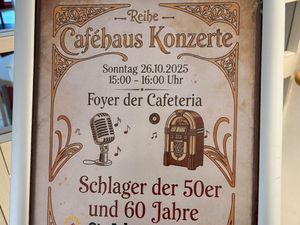 Reihe
Caféhaus Konzerte
Sonntag 26.10.2025
15:00 - 16:00 Uhr
Foyer der Cafeteria
Schlager der 50er
und 60 Jahre